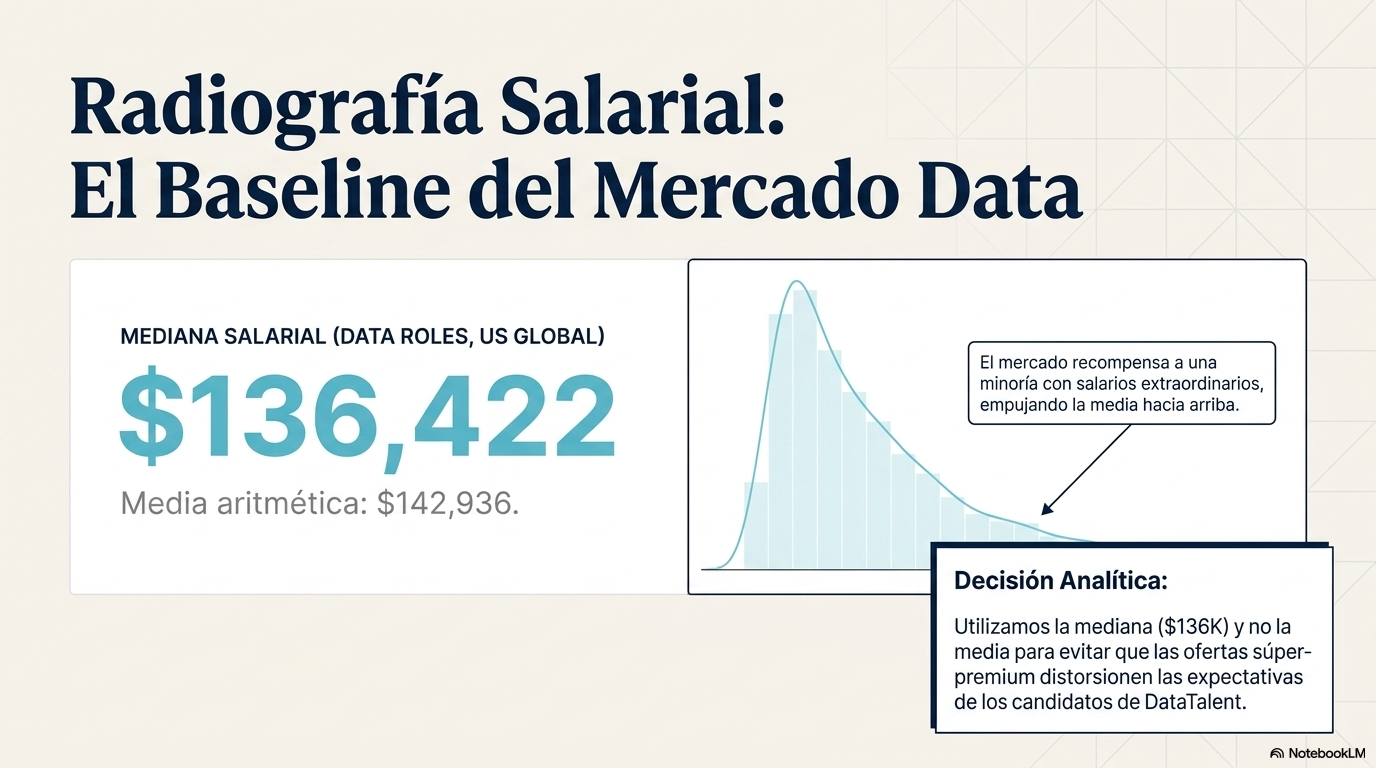 Radiografía Salarial:
El Baseline del Mercado Data
MEDIANA SALARIAL (DATA ROLES, US GLOBAL)
$136,422
Media aritmética: $142,936.
El mercado recompensa a una
minoría con salarios extraordinarios,
empujando la media hacia arriba.
Decisión Analítica:
Utilizamos la mediana ($136K) y no la
media para evitar que las ofertas súper-
premium distorsionen las expectativas
de los candidatos de DataTalent.
NotebookLM